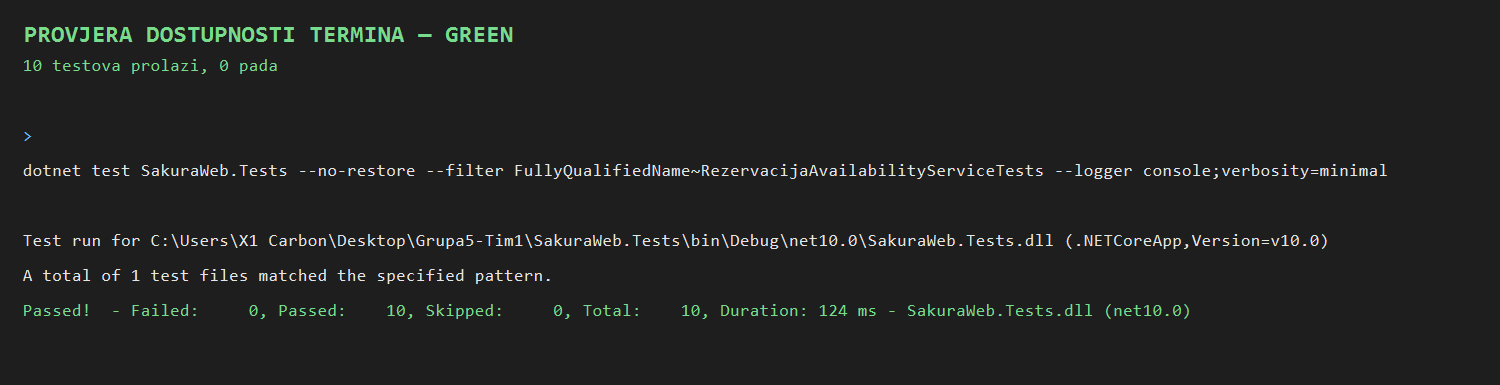 PROVJERA DOSTUPNOSTI TERMINA — GREEN
10 testova prolazi, 0 pada
>
dotnet test SakuraWeb.Tests --no-restore --filter FullyQualifiedName~RezervacijaAvailabilityServiceTests --logger console;verbosity=minimal
Test run for C:\Users\X1 Carbon\Desktop\Grupa5-Tim1\SakuraWeb.Tests\bin\Debug\net10.0\SakuraWeb.Tests.dll (.NETCoreApp,Version=v10.0)
A total of 1 test files matched the specified pattern.
Passed!  - Failed:     0, Passed:    10, Skipped:     0, Total:    10, Duration: 124 ms - SakuraWeb.Tests.dll (net10.0)